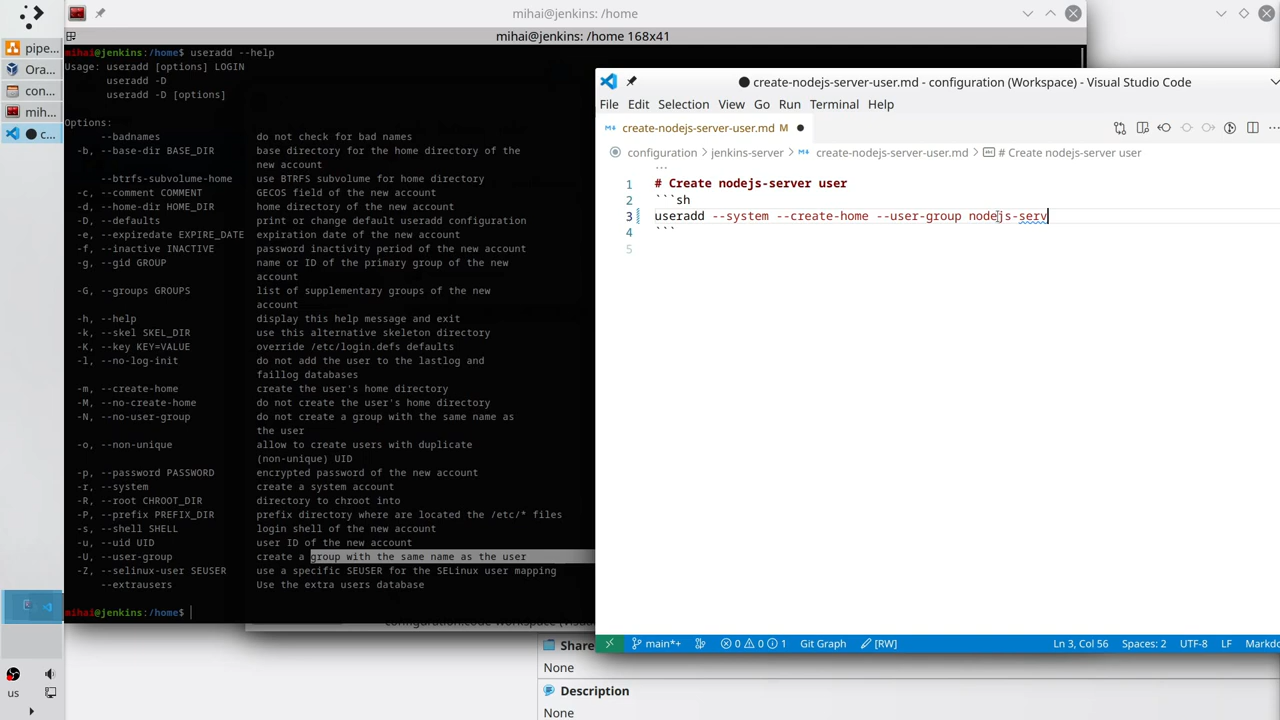 mihai@jenkins: /home
pipe...
Ora...
con...
mih...
c...
us
mihai@jenkins: /home 168x41
mihai@jenkins:/home$ useradd --help
Usage: useradd [options] LOGIN
useradd -D
useradd -D [options]
Options:
--badnames do not check for bad names
-b, --base-dir BASE_DIR base directory for the home directory of the
new account
--btrfs-subvolume-home use BTRFS subvolume for home directory
-c, --comment COMMENT GECOS field of the new account
-d, --home-dir HOME_DIR home directory of the new account
-D, --defaults print or change default useradd configuration
-e, --expiredate EXPIRE_DATE expiration date of the new account
-f, --inactive INACTIVE password inactivity period of the new account
-g, --gid GROUP name or ID of the primary group of the new
account
-G, --groups GROUPS list of supplementary groups of the new
account
-h, --help display this help message and exit
-k, --skel SKEL_DIR use this alternative skeleton directory
-K, --key KEY=VALUE override /etc/login.defs defaults
-l, --no-log-init do not add the user to the lastlog and
faillog databases
-m, --create-home create the user's home directory
-M, --no-create-home do not create the user's home directory
-N, --no-user-group do not create a group with the same name as
the user
-o, --non-unique allow to create users with duplicate
(non-unique) UID
-p, --password PASSWORD encrypted password of the new account
-r, --system create a system account
-R, --root CHROOT_DIR directory to chroot into
-P, --prefix PREFIX_DIR prefix directory where are located the /etc/* files
-s, --shell SHELL login shell of the new account
-u, --uid UID user ID of the new account
-U, --user-group create a group with the same name as the user
-Z, --selinux-user SEUSER use a specific SEUSER for the SELinux user mapping
--extrausers Use the extra users database
mihai@jenkins:/home$
create-nodejs-server-user.md - configuration (Workspace) - Visual Studio Code
File Edit Selection View Go Run Terminal Help
create-nodejs-server-user.md M
configuration > jenkins-server > create-nodejs-server-user.md > # Create nodejs-server user
1 # Create nodejs-server user
2 ```sh
3 useradd --system --create-home --user-group nodejs-serv
4 ```
5
main*+ 0 0 1 Git Graph [RW] Ln 3, Col 56 Spaces: 2 UTF-8 LF Markdo
Share
None
Description
None